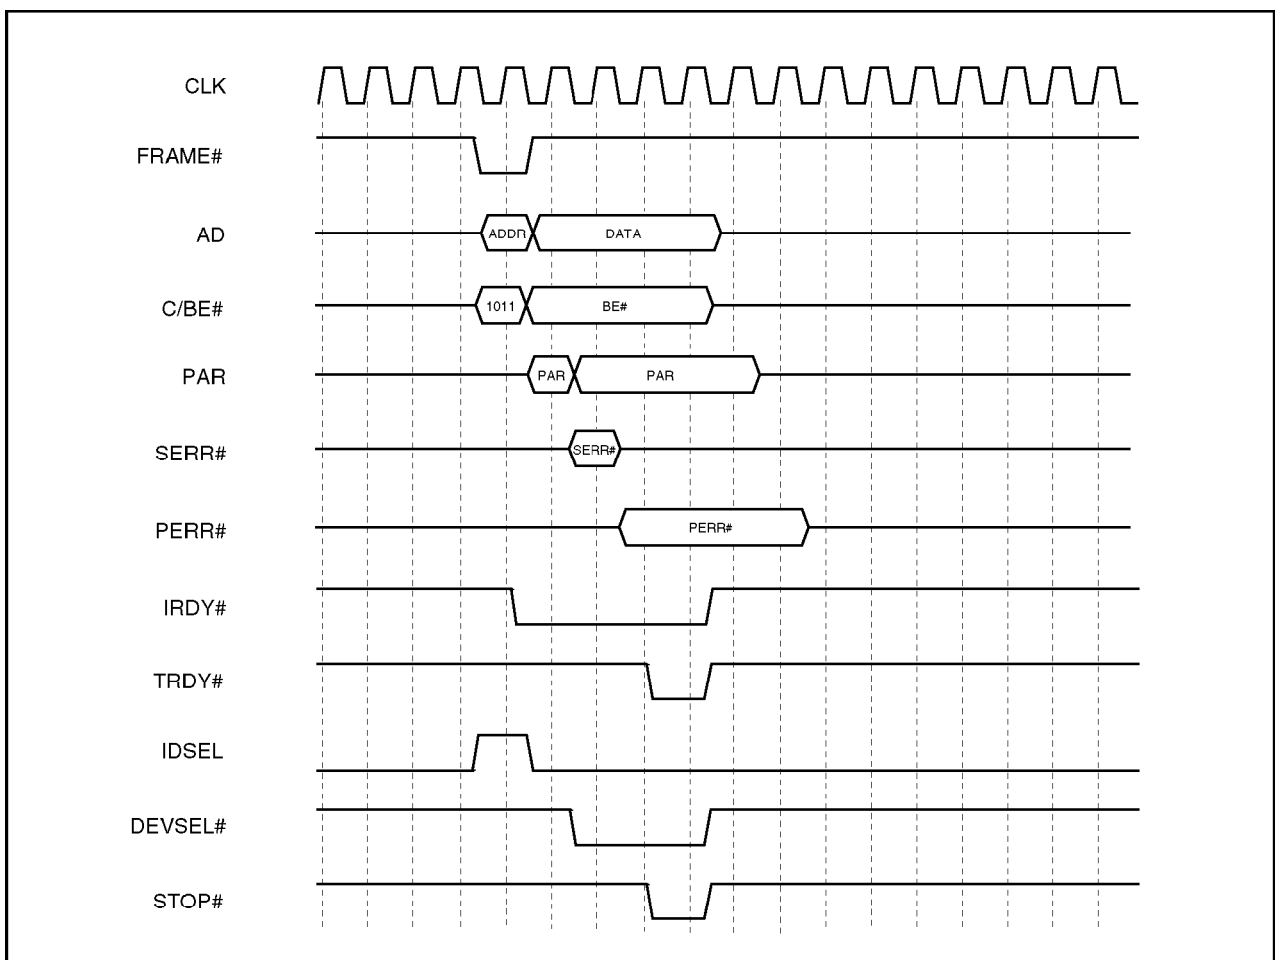 CLK
FRAME#
AD
ADDR DATA
C/BE#
1011 BE#
PAR
PAR PAR
SERR#
SERR#
PERR#
PERR#
IRDY#
TRDY#
IDSEL
DEVSEL#
STOP#